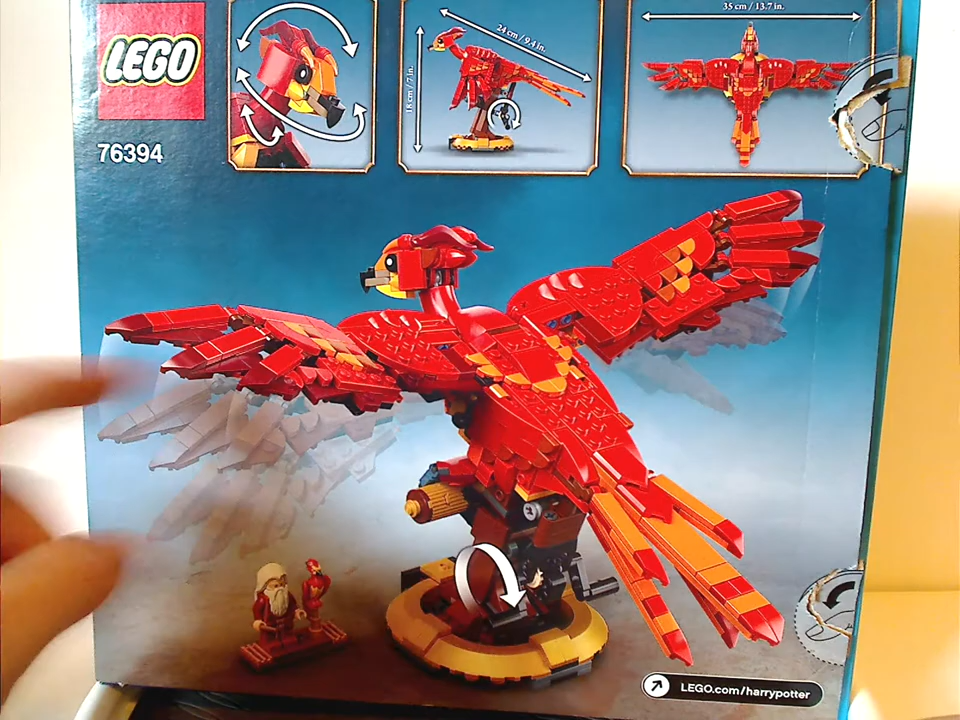 LEGO
76394
24 cm / 9.4 in.
18 cm / 7 in.
35 cm / 13.7 in.
LEGO.com/harrypotter